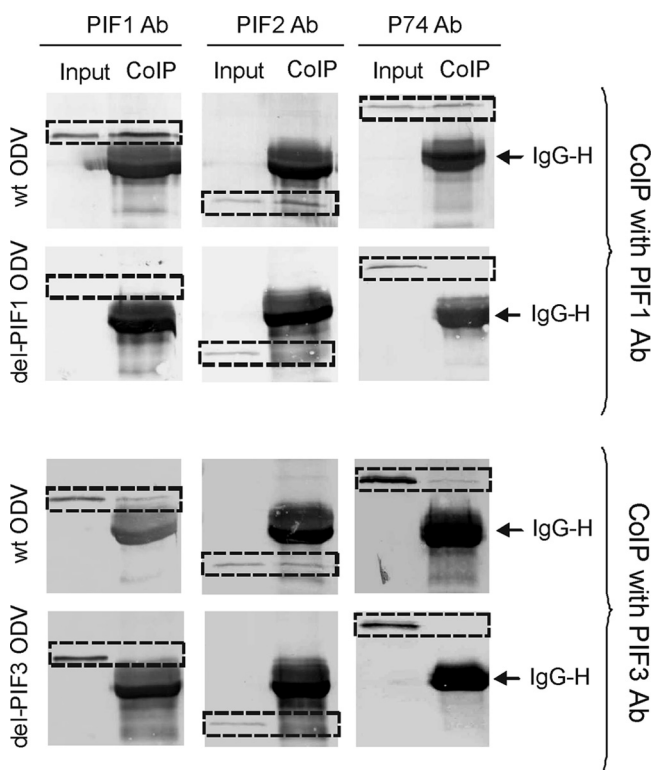 PIF1 Ab PIF2 Ab P74 Ab
Input CoIP Input CoIP Input CoIP
wt ODV
IgG-H
del-PIF1 ODV
IgG-H
CoIP with PIF1 Ab
wt ODV
IgG-H
del-PIF3 ODV
IgG-H
CoIP with PIF3 Ab